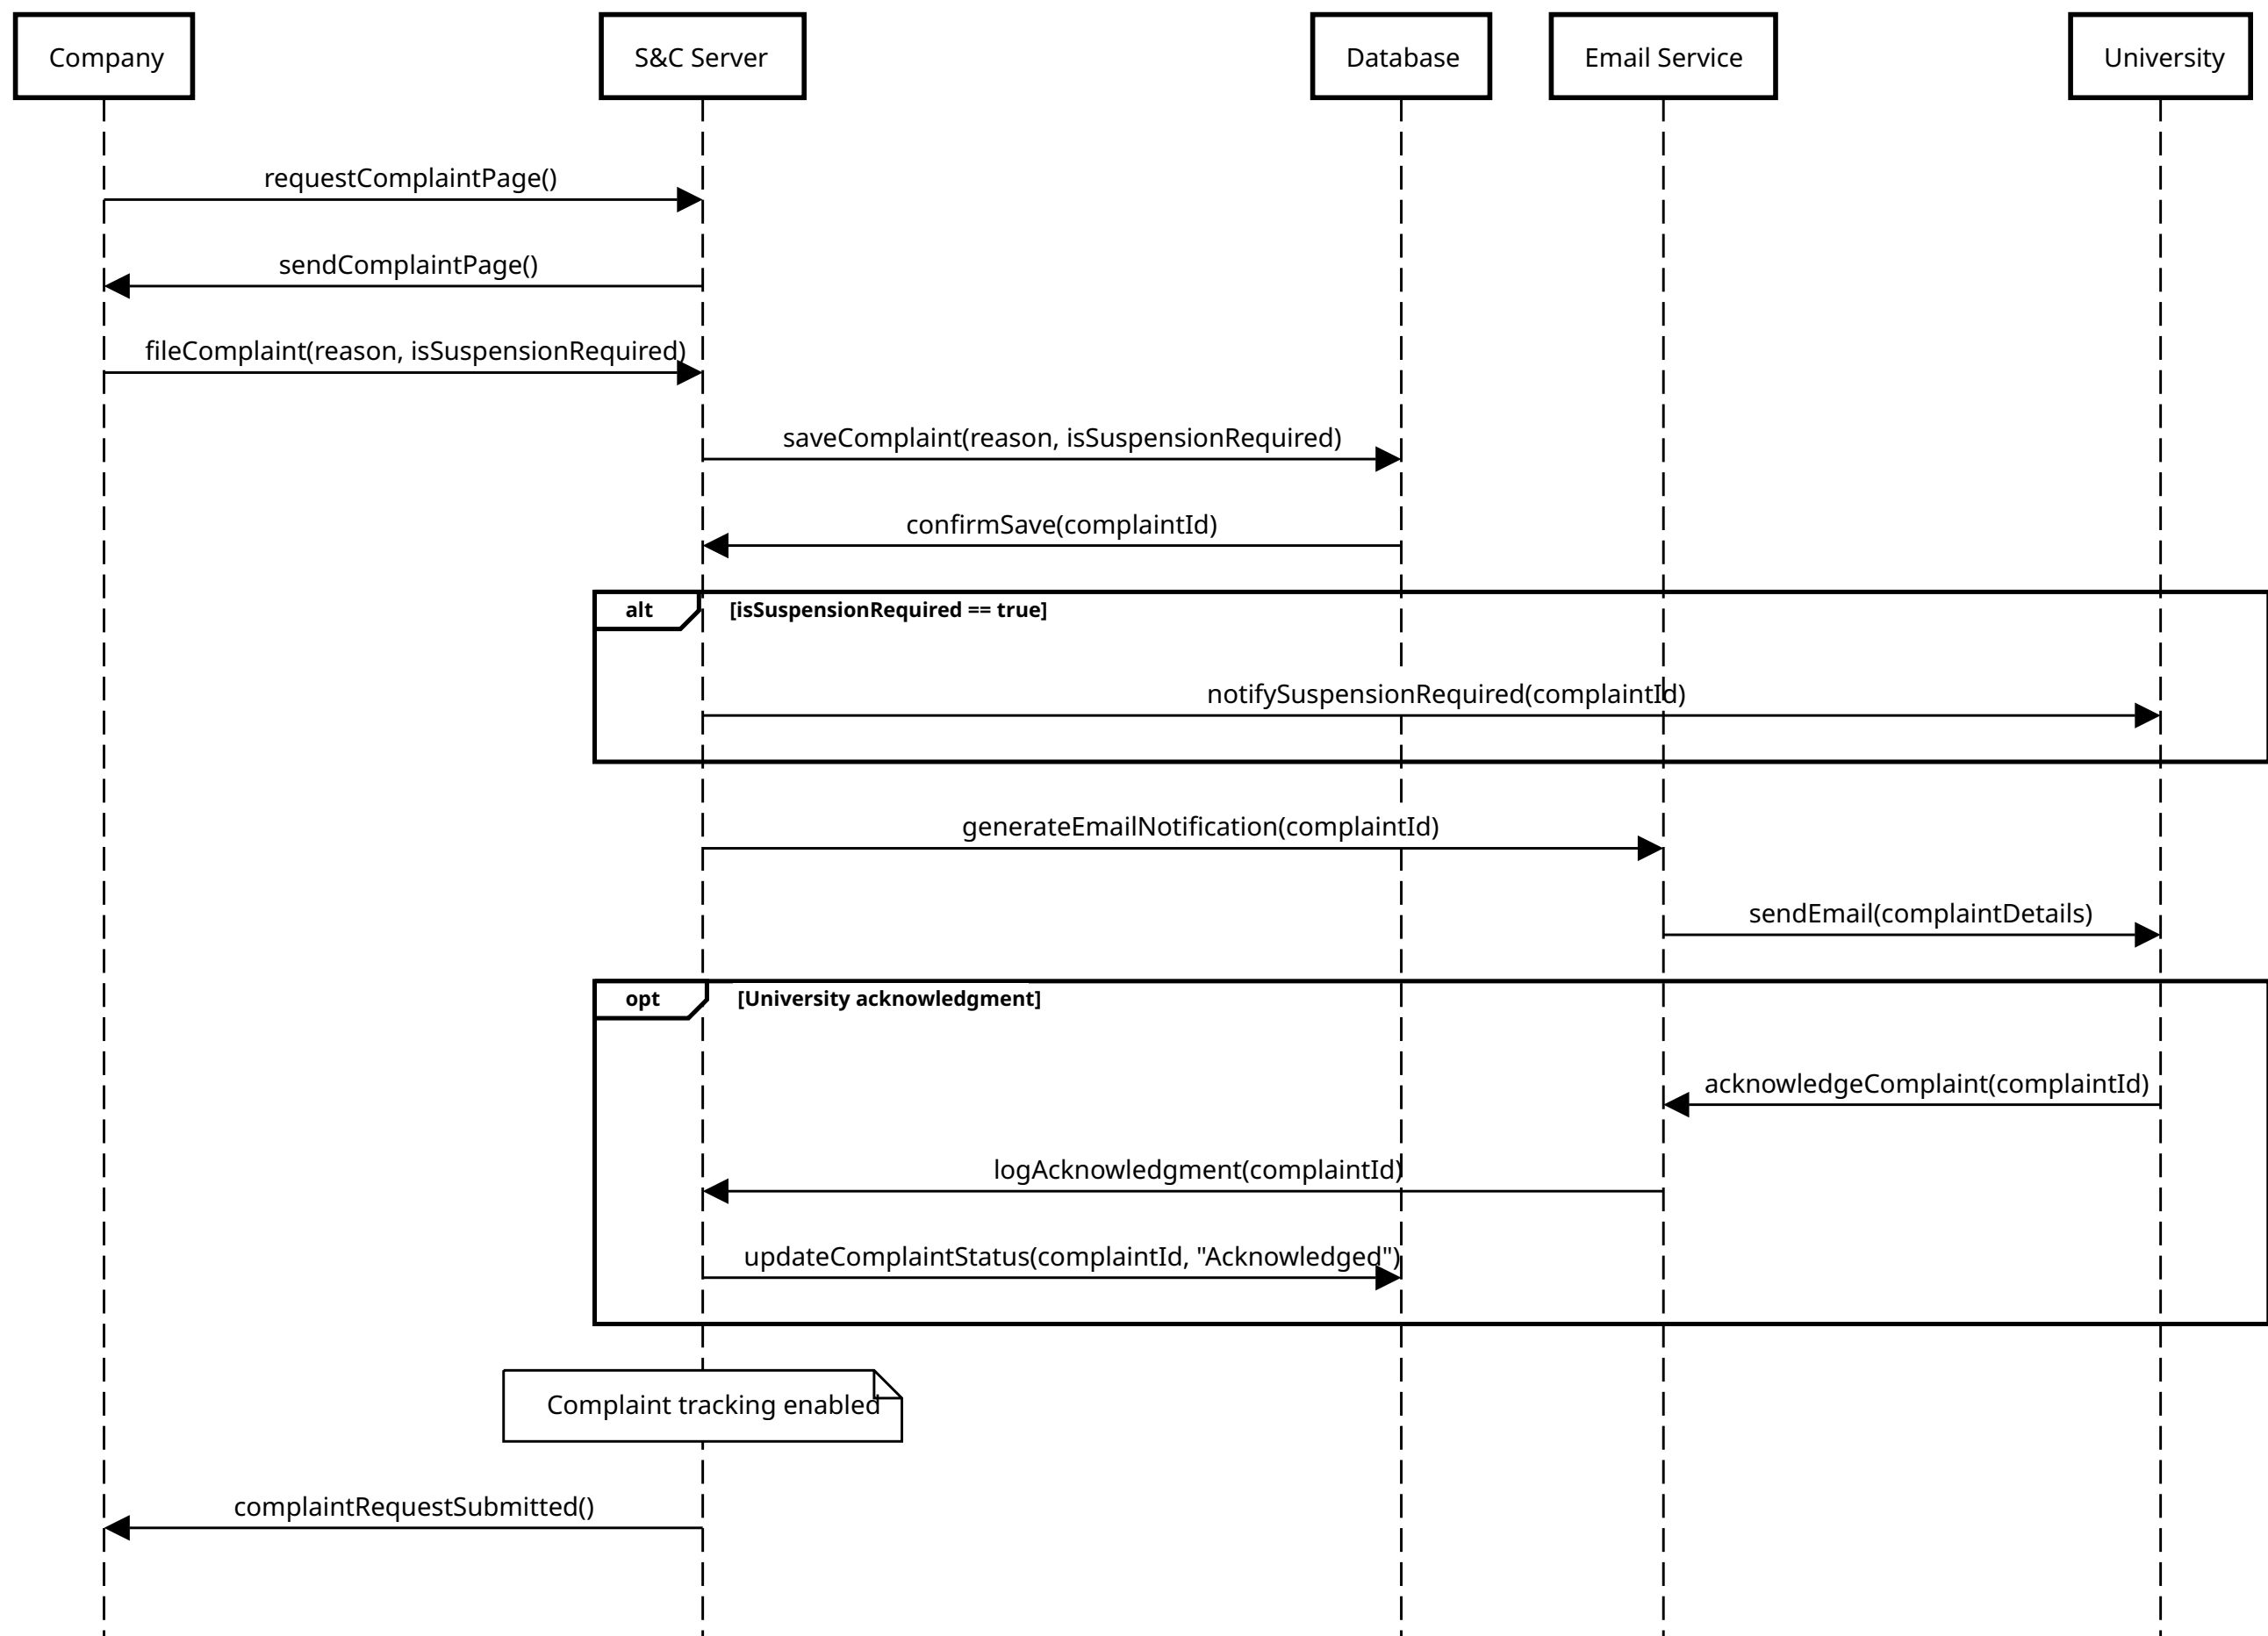 Company
S&C Server
Database
Email Service
University
requestComplaintPage()
sendComplaintPage()
fileComplaint(reason, isSuspensionRequired)
saveComplaint(reason, isSuspensionRequired)
confirmSave(complaintId)
alt [isSuspensionRequired == true]
notifySuspensionRequired(complaintId)
generateEmailNotification(complaintId)
sendEmail(complaintDetails)
opt [University acknowledgment]
acknowledgeComplaint(complaintId)
logAcknowledgment(complaintId)
updateComplaintStatus(complaintId, "Acknowledged")
Complaint tracking enabled
complaintRequestSubmitted()